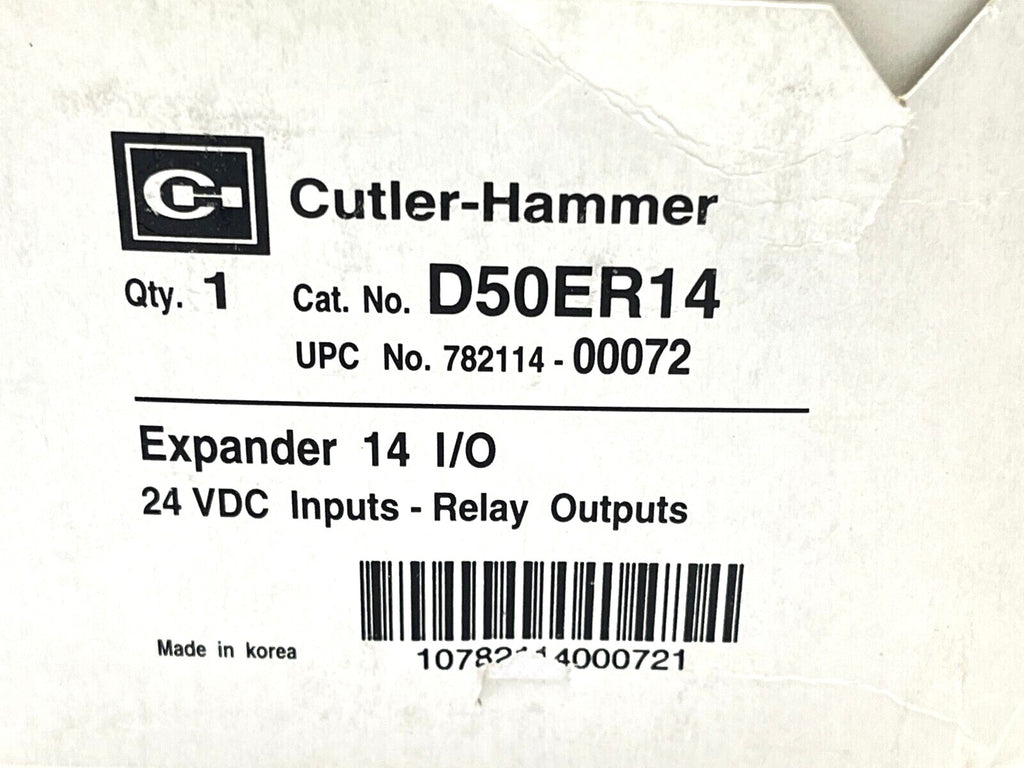 Cutler-Hammer
Qty. 1 Cat. No. D50ER14
UPC No. 782114 - 00072
Expander 14 I/O
24 VDC Inputs - Relay Outputs
Made in korea